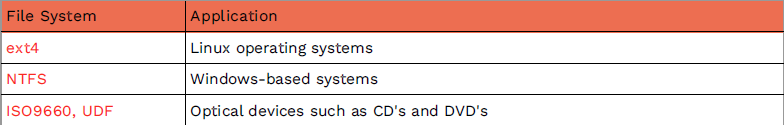 File System Application
ext4 Linux operating systems
NTFS Windows-based systems
ISO9660, UDF Optical devices such as CD's and DVD's